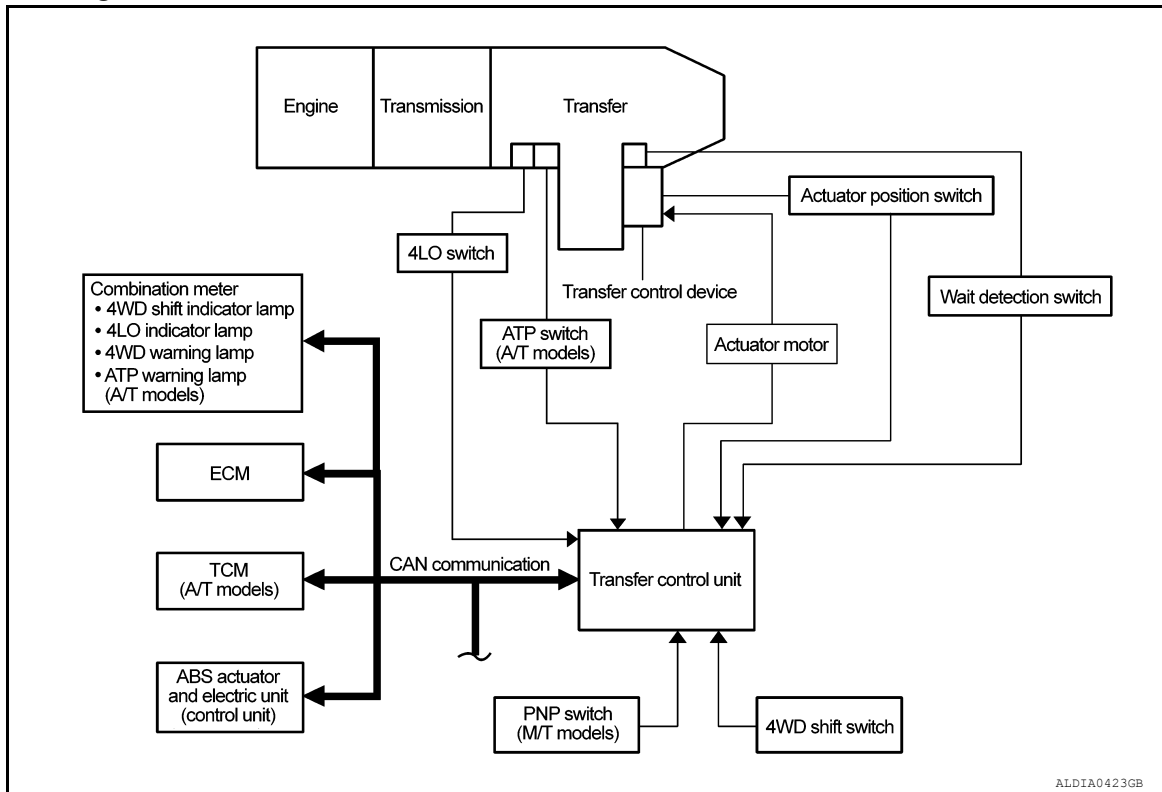 Engine
Transmission
Transfer
Actuator position switch
4LO switch
Transfer control device
Wait detection switch
Combination meter
• 4WD shift indicator lamp
• 4LO indicator lamp
• 4WD warning lamp
• ATP warning lamp
(A/T models)
ATP switch
(A/T models)
Actuator motor
ECM
TCM
(A/T models)
CAN communication
Transfer control unit
ABS actuator
and electric unit
(control unit)
PNP switch
(M/T models)
4WD shift switch
ALDIA0423GB